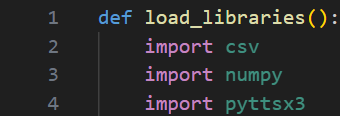 1 def load_libraries():
2     import csv
3     import numpy
4     import pyttsx3